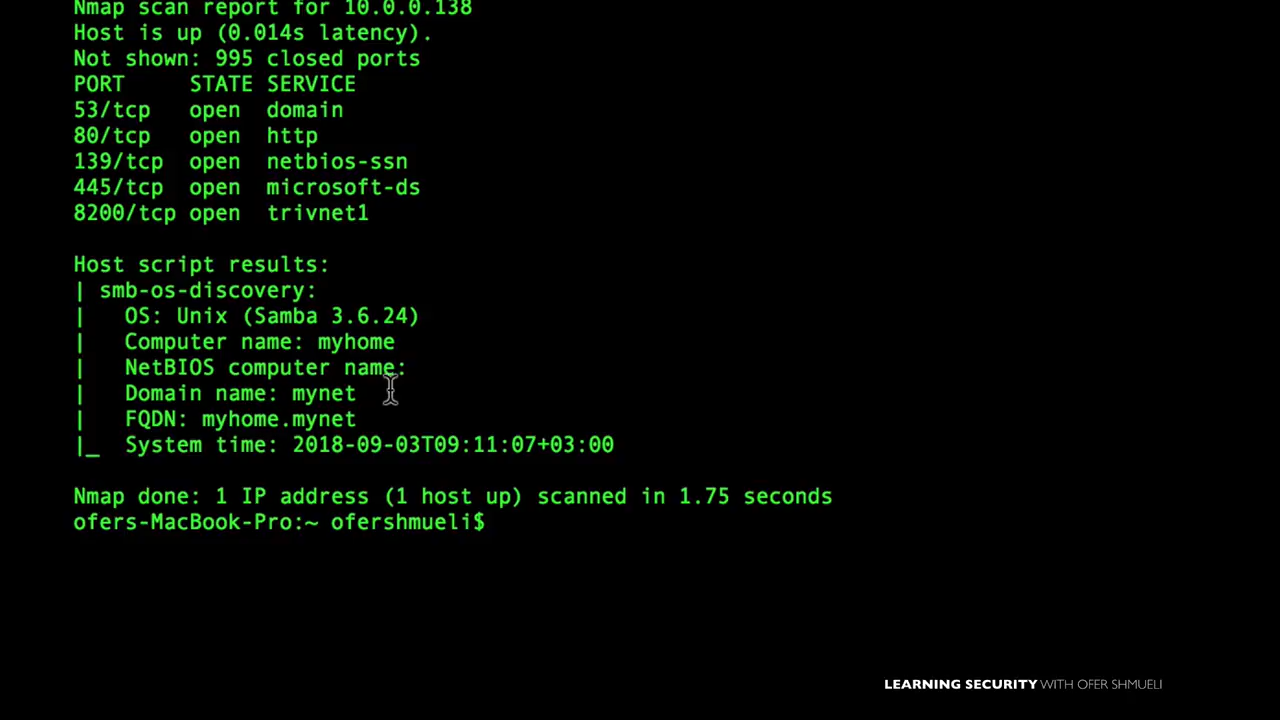 Nmap scan report for 10.0.0.138
Host is up (0.014s latency).
Not shown: 995 closed ports
PORT     STATE SERVICE
53/tcp   open  domain
80/tcp   open  http
139/tcp  open  netbios-ssn
445/tcp  open  microsoft-ds
8200/tcp open  trivnet1

Host script results:
| smb-os-discovery:
|   OS: Unix (Samba 3.6.24)
|   Computer name: myhome
|   NetBIOS computer name:
|   Domain name: mynet
|   FQDN: myhome.mynet
|_  System time: 2018-09-03T09:11:07+03:00

Nmap done: 1 IP address (1 host up) scanned in 1.75 seconds
ofers-MacBook-Pro:~ ofershmueli$
LEARNING SECURITY WITH OFER SHMUELI